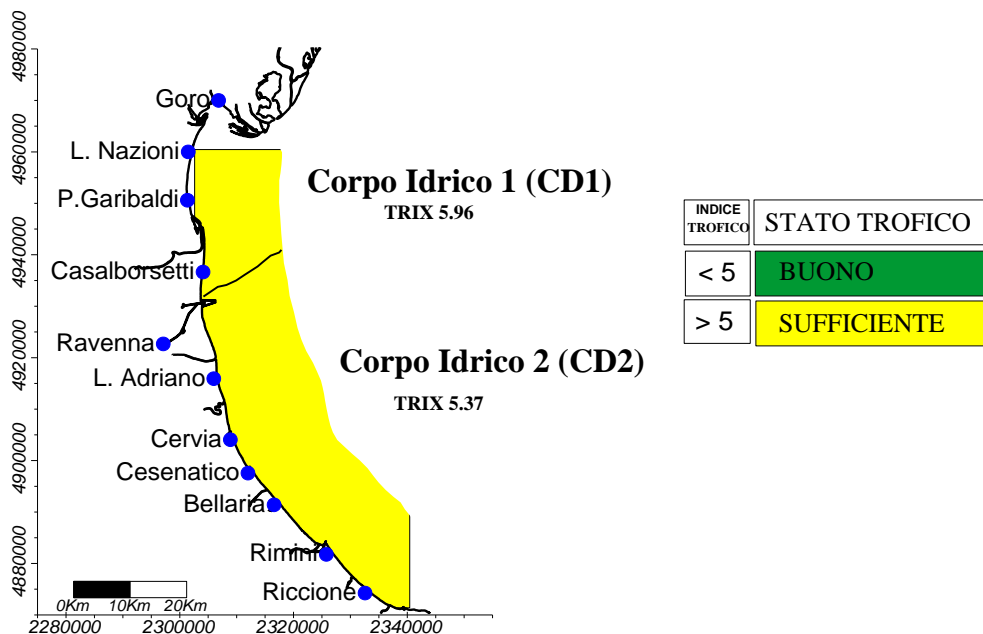 4980000
4960000
4940000
4920000
4900000
4880000
Goro
L. Nazioni
P.Garibaldi
Casalborsetti
Ravenna
L. Adriano
Cervia
Cesenatico
Bellaria
Rimini
Riccione
Corpo Idrico 1 (CD1)
TRIX 5.96
Corpo Idrico 2 (CD2)
TRIX 5.37
INDICE
TROFICO
STATO TROFICO
< 5
BUONO
> 5
SUFFICIENTE
0Km 10Km 20Km
2280000 2300000 2320000 2340000